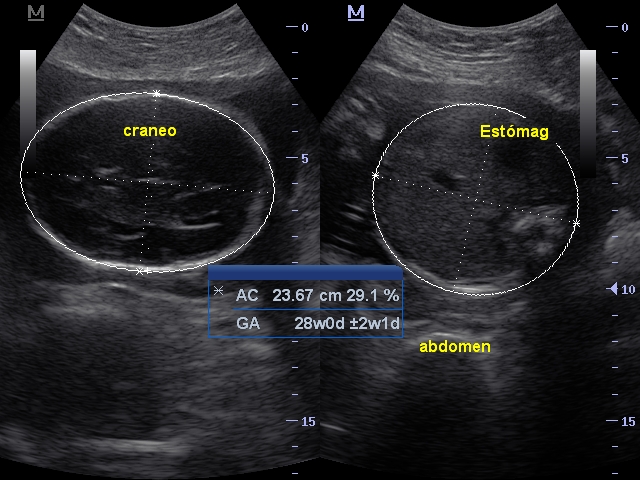 M
0
craneo
5
15
M
0
Estómag
5
10
AC 23.67 cm 29.1 %
GA 28w0d ±2w1d
abdomen
15